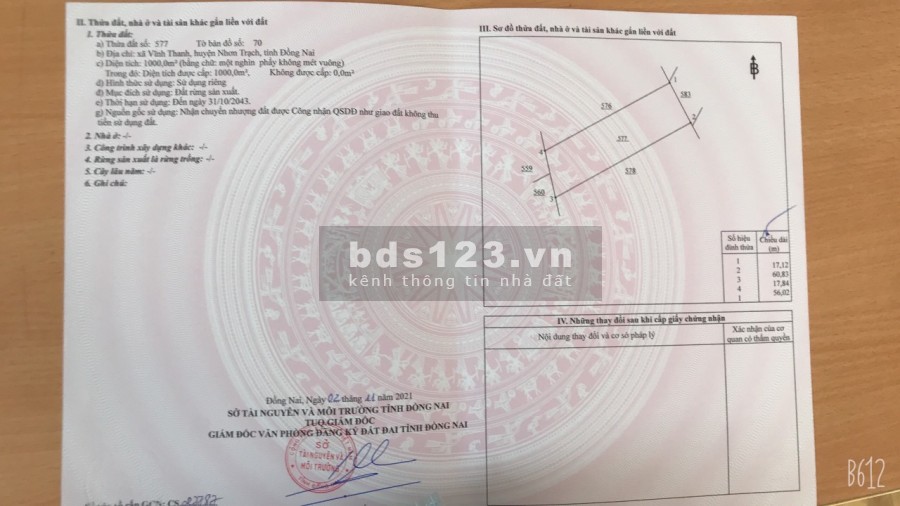 II. Thửa đất, nhà ở và tài sản khác gắn liền với đất
1. Thửa đất:
a) Thửa đất số: 577 Tờ bản đồ số: 70
b) Địa chỉ: xã Vĩnh Thanh, huyện Nhơn Trạch, tỉnh Đồng Nai
c) Diện tích: 1000,0m² (bằng chữ: một nghìn phẩy không mét vuông)
Trong đó: Diện tích được cấp: 1000,0m², Không được cấp: 0,0m²
d) Hình thức sử dụng: Sử dụng riêng
đ) Mục đích sử dụng: Đất rừng sản xuất.
e) Thời hạn sử dụng: Đến ngày 31/10/2043.
g) Nguồn gốc sử dụng: Nhận chuyển nhượng đất được Công nhận QSDĐ như giao đất không thu
tiền sử dụng đất.
2. Nhà ở: -/-
3. Công trình xây dựng khác: -/-
4. Rừng sản xuất là rừng trồng: -/-
5. Cây lâu năm: -/-
6. Ghi chú:
Đồng Nai, Ngày 02 tháng 11 năm 2021
SỞ TÀI NGUYÊN VÀ MÔI TRƯỜNG TỈNH ĐỒNG NAI
TUQ.GIÁM ĐỐC
GIÁM ĐỐC VĂN PHÒNG ĐĂNG KÝ ĐẤT ĐAI TỈNH ĐỒNG NAI
SỞ
TÀI NGUYÊN VÀ
MÔI TRƯỜNG
III. Sơ đồ thửa đất, nhà ở và tài sản khác gắn liền với đất
B
1
576
583
2
577
4
559
578
560
3
Số hiệu đỉnh thửa
Chiều dài (m)
1
17,12
2
60,83
3
17,84
4
56,02
1
IV. Những thay đổi sau khi cấp giấy chứng nhận
Nội dung thay đổi và cơ sở pháp lý
Xác nhận của cơ
quan có thẩm quyền
bds123.vn
kênh thông tin nhà đất
B612